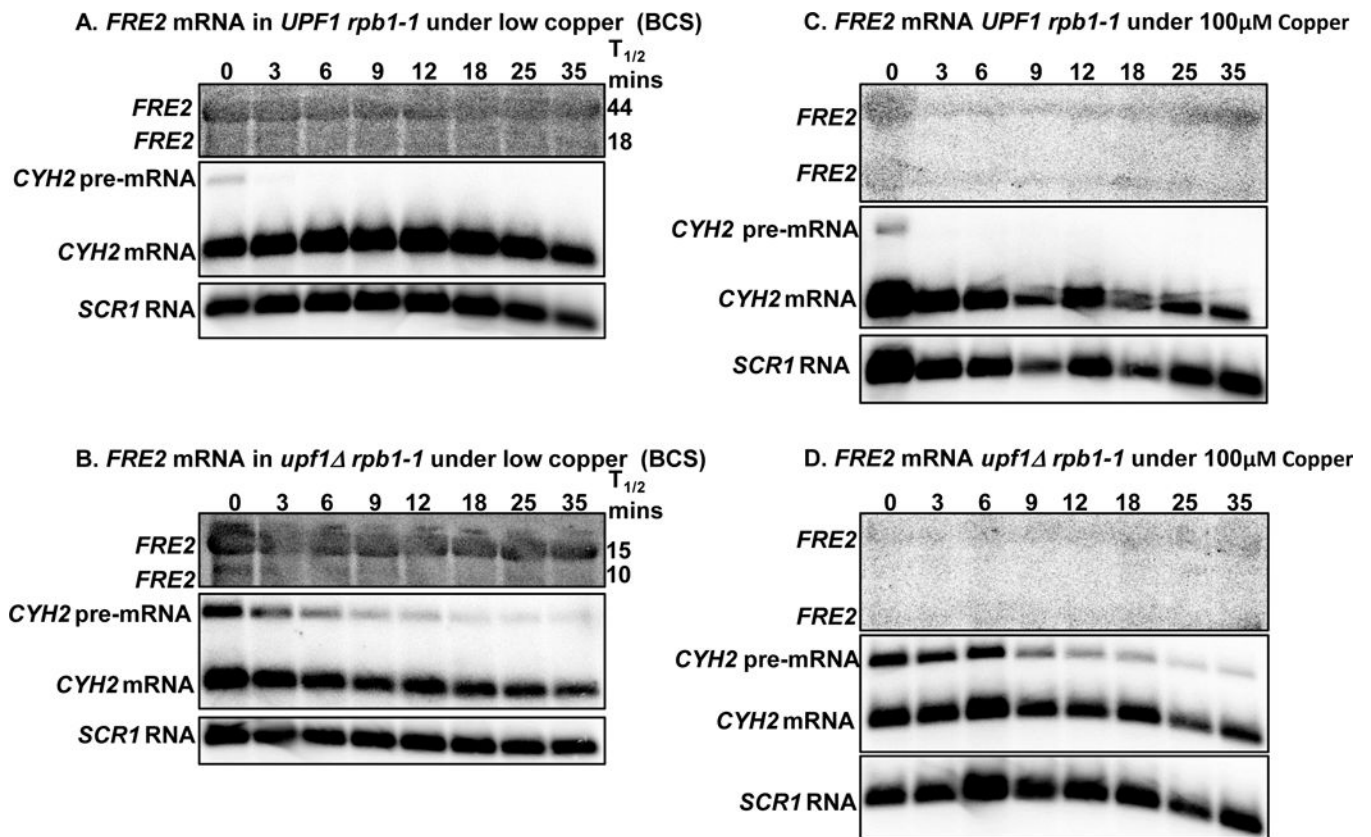 A. FRE2 mRNA in UPF1 rpb1-1 under low copper (BCS)
0 3 6 9 12 18 25 35 T1/2 mins
FRE2 44
FRE2 18
CYH2 pre-mRNA
CYH2 mRNA
SCR1 RNA
B. FRE2 mRNA in upf1Δ rpb1-1 under low copper (BCS)
0 3 6 9 12 18 25 35 T1/2 mins
FRE2 15
FRE2 10
CYH2 pre-mRNA
CYH2 mRNA
SCR1 RNA
C. FRE2 mRNA UPF1 rpb1-1 under 100μM Copper
0 3 6 9 12 18 25 35
FRE2
FRE2
CYH2 pre-mRNA
CYH2 mRNA
SCR1 RNA
D. FRE2 mRNA upf1Δ rpb1-1 under 100μM Copper
0 3 6 9 12 18 25 35
FRE2
FRE2
CYH2 pre-mRNA
CYH2 mRNA
SCR1 RNA